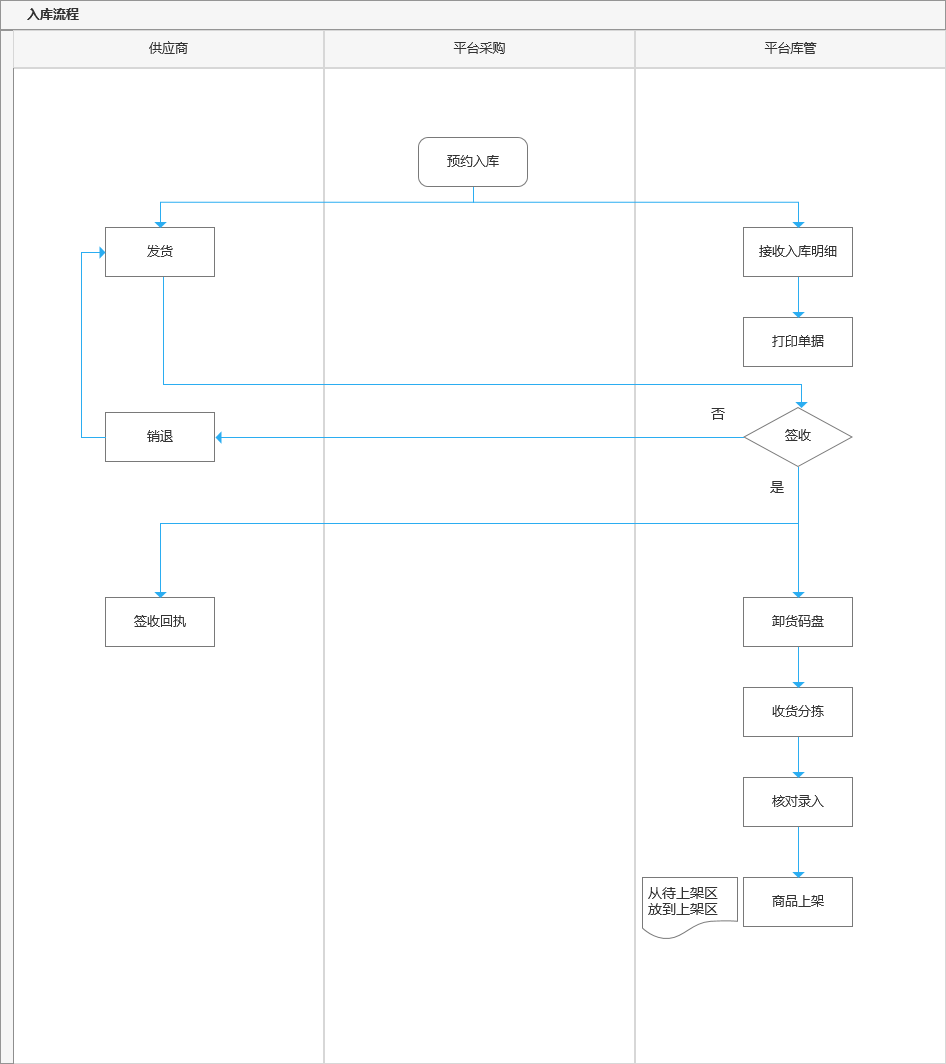 入库流程
供应商
平台采购
平台库管
预约入库
发货
接收入库明细
打印单据
否
签收
销退
是
签收回执
卸货码盘
收货分拣
核对录入
从待上架区
放到上架区
商品上架